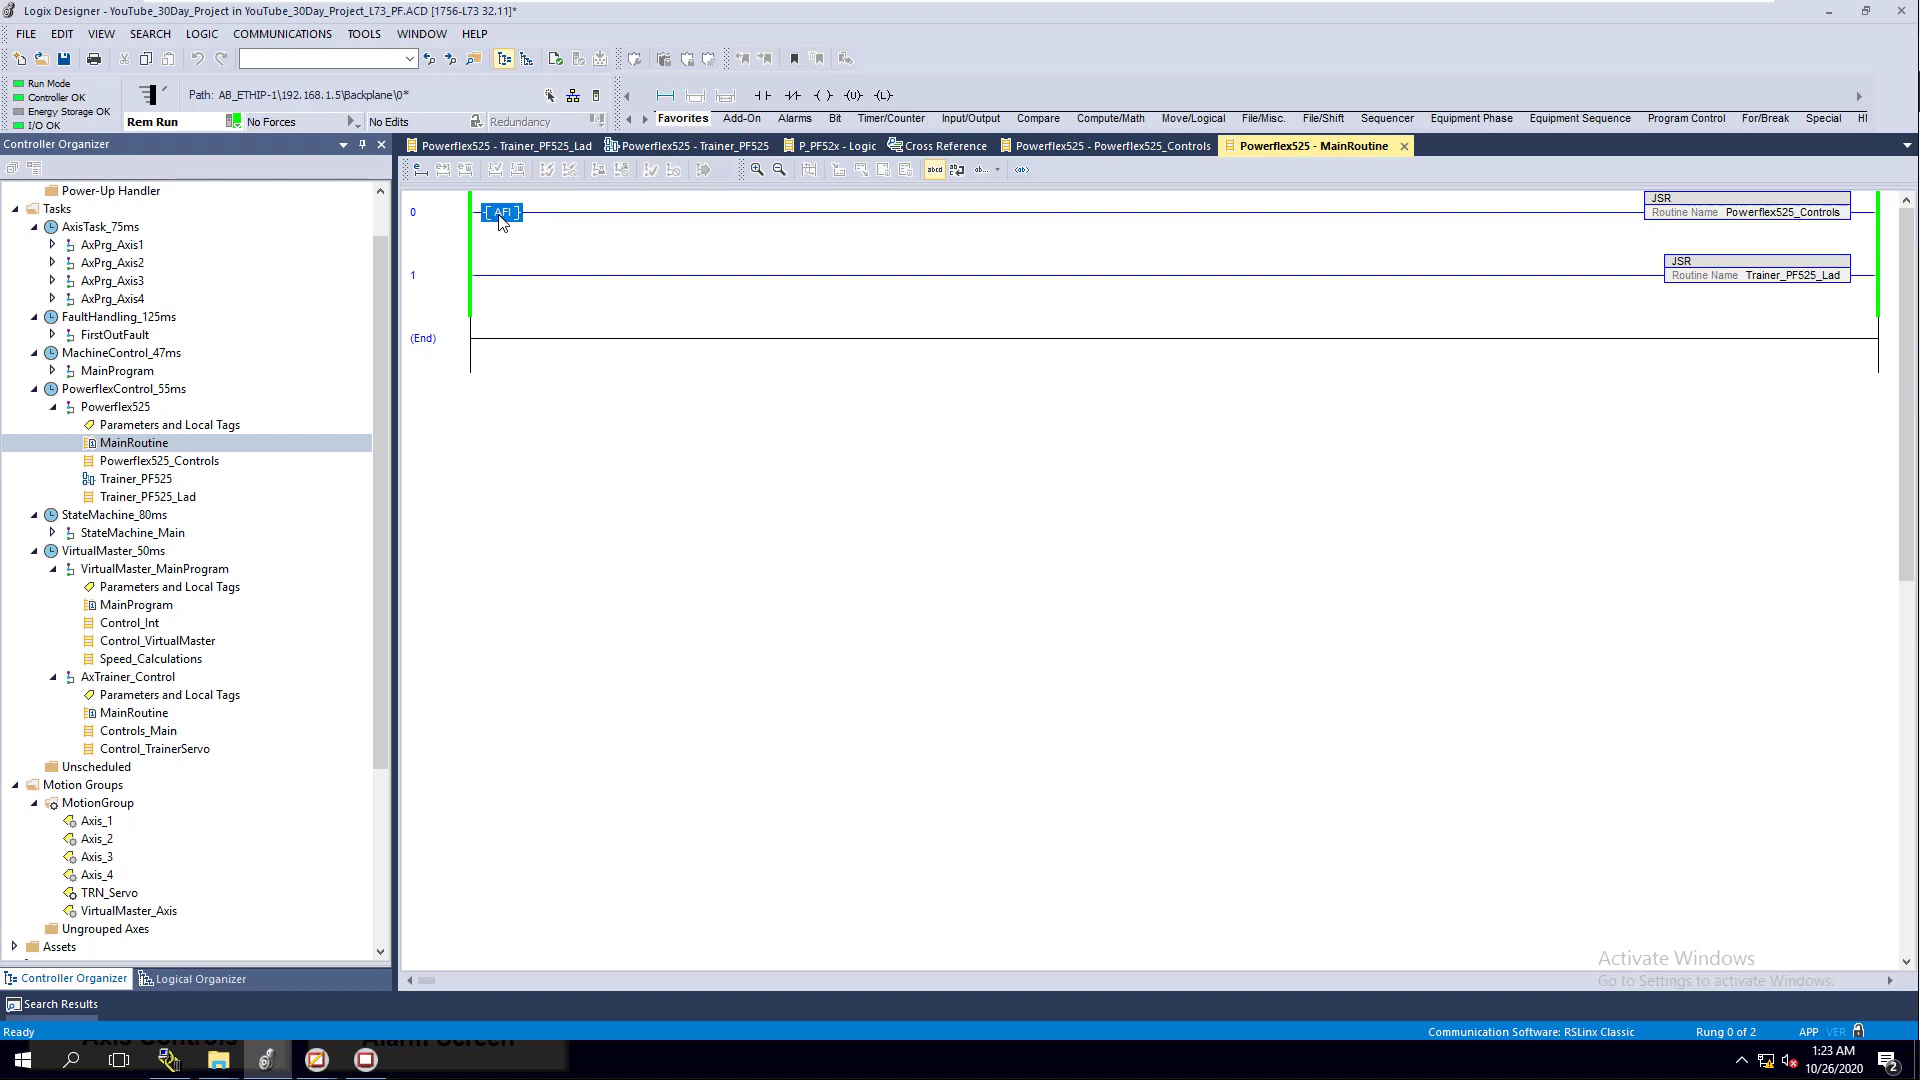 Logix Designer - YouTube_30Day_Project in YouTube_30Day_Project_L73_PF.ACD [1756-L73 32.11]*
FILE EDIT VIEW SEARCH LOGIC COMMUNICATIONS TOOLS WINDOW HELP
Run Mode
Controller OK
Energy Storage OK
I/O OK
Path: AB_ETHIP-1\192.168.1.5\Backplane\0*
Rem Run No Forces No Edits Redundancy
Favorites Add-On Alarms Bit Timer/Counter Input/Output Compare Compute/Math Move/Logical File/Misc. File/Shift Sequencer Equipment Phase Equipment Sequence Program Control For/Break Special HI
Controller Organizer
Powerflex525 - Trainer_PF525_Lad Powerflex525 - Trainer_PF525 P_PF52x - Logic Cross Reference Powerflex525 - Powerflex525_Controls Powerflex525 - MainRoutine
Power-Up Handler
Tasks
AxisTask_75ms
AxPrg_Axis1
AxPrg_Axis2
AxPrg_Axis3
AxPrg_Axis4
FaultHandling_125ms
FirstOutFault
MachineControl_47ms
MainProgram
PowerflexControl_55ms
Powerflex525
Parameters and Local Tags
MainRoutine
Powerflex525_Controls
Trainer_PF525
Trainer_PF525_Lad
StateMachine_80ms
StateMachine_Main
VirtualMaster_50ms
VirtualMaster_MainProgram
Parameters and Local Tags
MainProgram
Control_Int
Control_VirtualMaster
Speed_Calculations
AxTrainer_Control
Parameters and Local Tags
MainRoutine
Controls_Main
Control_TrainerServo
Unscheduled
Motion Groups
MotionGroup
Axis_1
Axis_2
Axis_3
Axis_4
TRN_Servo
VirtualMaster_Axis
Ungrouped Axes
Assets
Controller Organizer Logical Organizer
0
AFI
JSR
Routine Name Powerflex525_Controls
1
JSR
Routine Name Trainer_PF525_Lad
(End)
Activate Windows
Go to Settings to activate Windows.
Search Results
Ready
Communication Software: RSLinx Classic Rung 0 of 2 APP VER
1:23 AM
10/26/2020
2